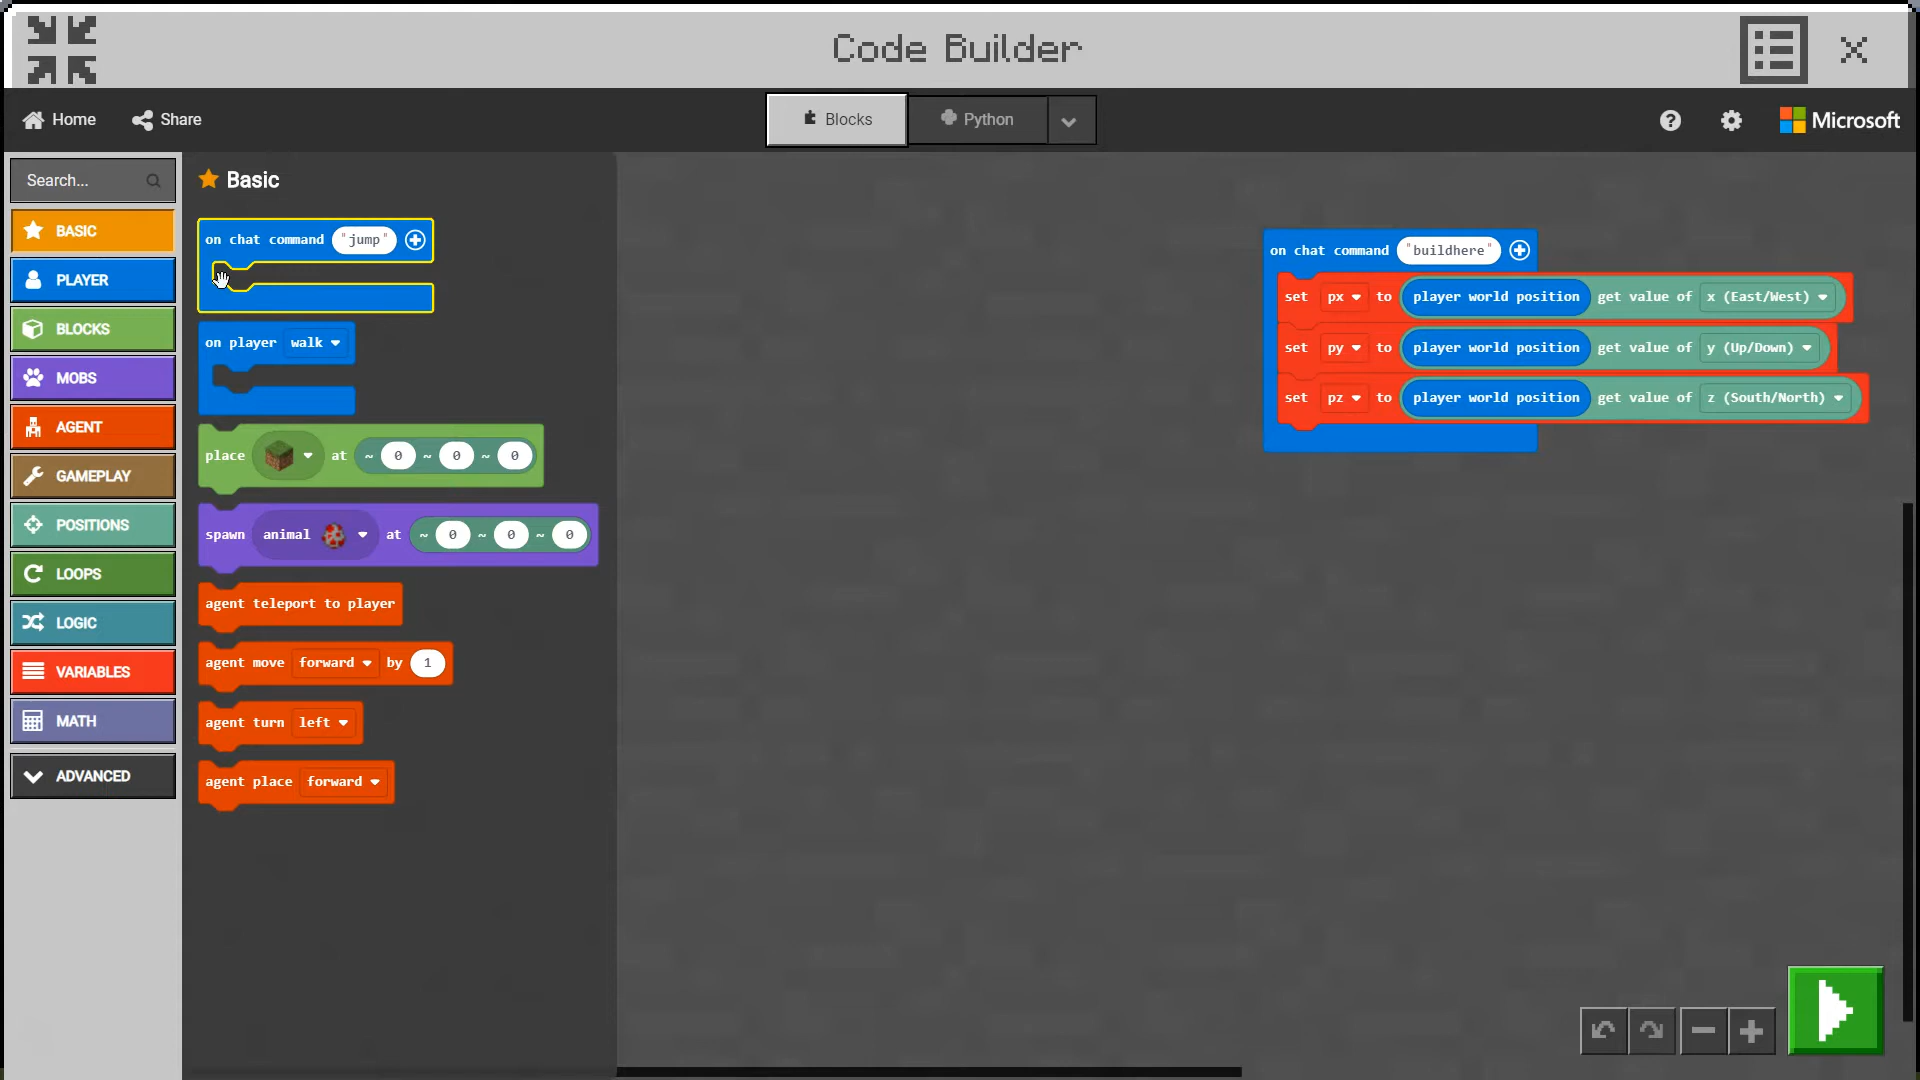 Code Builder
Home
Share
Blocks
Python
Microsoft
Search...
BASIC
PLAYER
BLOCKS
MOBS
AGENT
GAMEPLAY
POSITIONS
LOOPS
LOGIC
VARIABLES
MATH
ADVANCED
Basic
on chat command "jump"
on player walk
place at ~ 0 ~ 0 ~ 0
spawn animal at ~ 0 ~ 0 ~ 0
agent teleport to player
agent move forward by 1
agent turn left
agent place forward
on chat command "buildhere"
set px to player world position get value of x (East/West)
set py to player world position get value of y (Up/Down)
set pz to player world position get value of z (South/North)